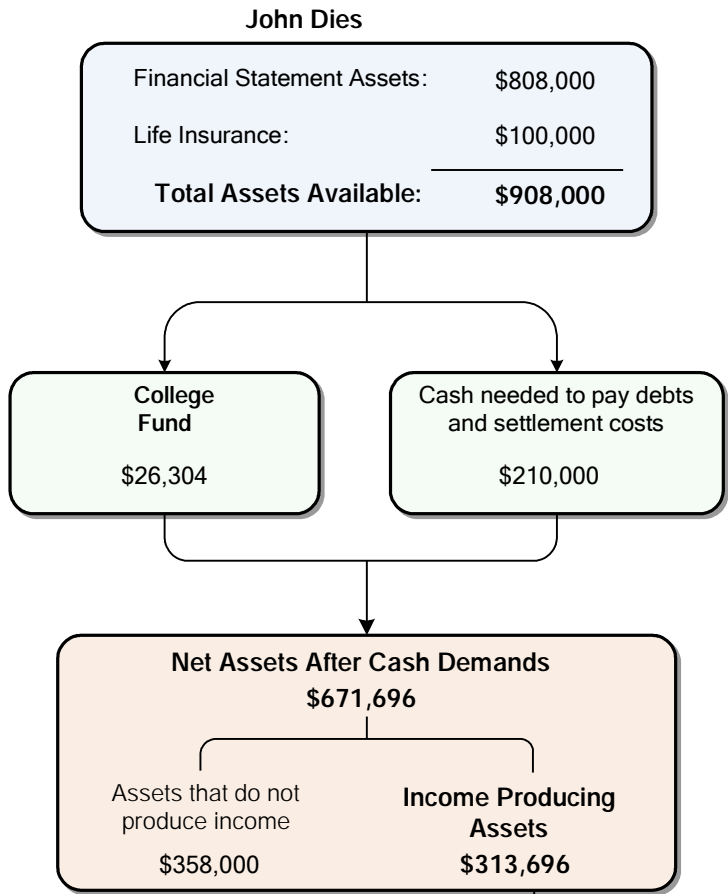 John Dies
Financial Statement Assets: $808,000
Life Insurance: $100,000
Total Assets Available: $908,000
College
Fund
$26,304
Cash needed to pay debts
and settlement costs
$210,000
Net Assets After Cash Demands
$671,696
Assets that do not
produce income
$358,000
Income Producing
Assets
$313,696